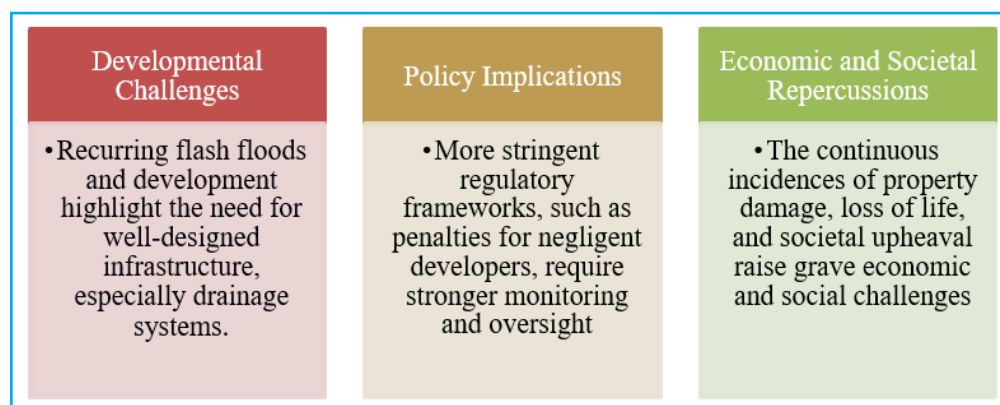 Developmental
Challenges
• Recurring flash floods
and development
highlight the need for
well-designed
infrastructure,
especially drainage
systems.
Policy Implications
• More stringent
regulatory
frameworks, such as
penalties for negligent
developers, require
stronger monitoring
and oversight
Economic and Societal
Repercussions
• The continuous
incidences of property
damage, loss of life,
and societal upheaval
raise grave economic
and social challenges